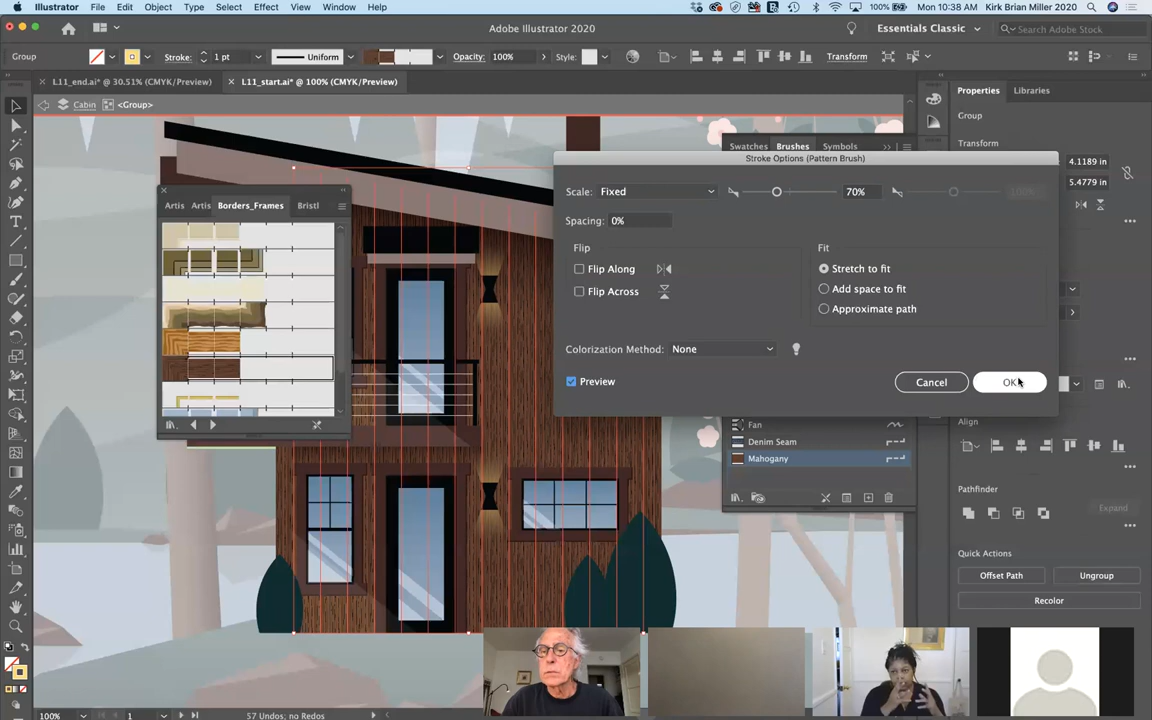 Illustrator File Edit Object Type Select Effect View Window Help 100% Mon 10:38 AM Kirk Brian Miller 2020
Adobe Illustrator 2020 Essentials Classic Search Adobe Stock
Group Stroke: 1 pt Uniform Opacity: 100% Style: Transform
L11_end.ai* @ 30.51% (CMYK/Preview) L11_start.ai* @ 100% (CMYK/Preview)
Properties Libraries
Cabin <Group>
Group
Transform
4.1189 in
5.4779 in
Swatches Brushes Symbols
Stroke Options (Pattern Brush)
Scale: Fixed 70% 100%
Spacing: 0%
Flip
Flip Along
Flip Across
Fit
Stretch to fit
Add space to fit
Approximate path
Colorization Method: None
Preview
Cancel OK
Artis Artis Borders_Frames Bristl
Fan
Denim Seam
Mahogany
Align
Pathfinder
Expand
Quick Actions
Offset Path Ungroup
Recolor
100% 1 57 Undos; no Redos